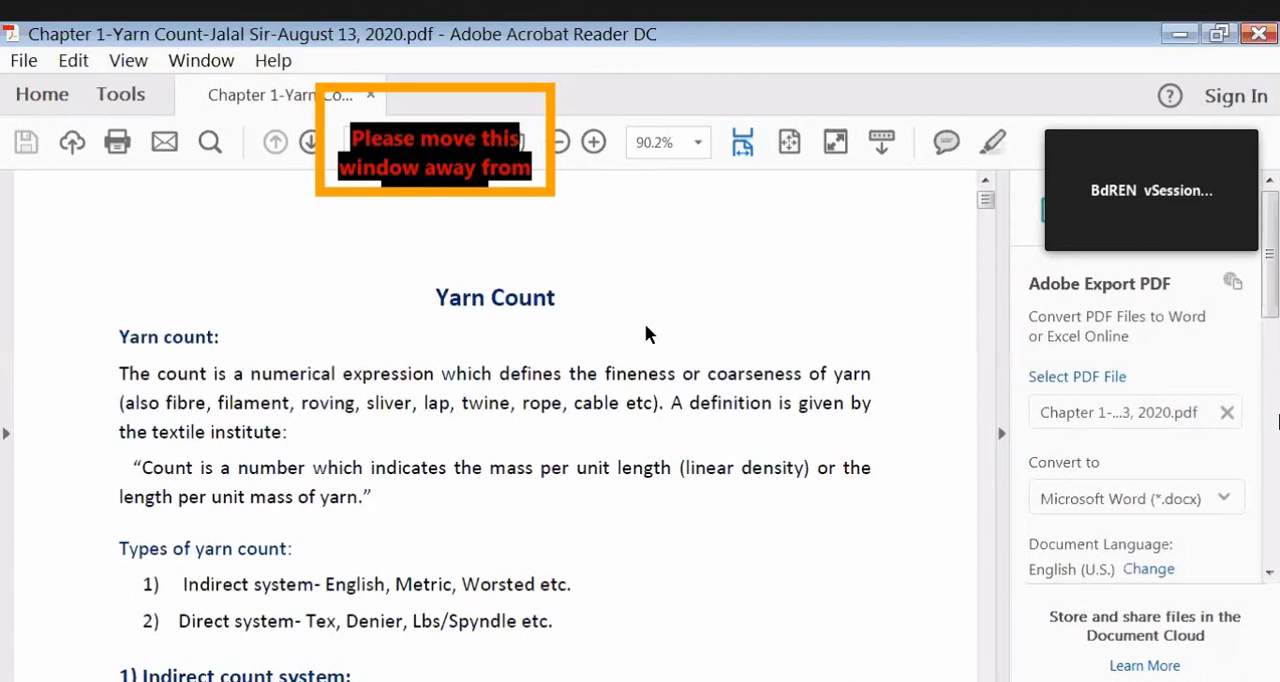 Chapter 1-Yarn Count-Jalal Sir-August 13, 2020.pdf - Adobe Acrobat Reader DC
File Edit View Window Help
Home Tools Chapter 1-Yarn Co... × Sign In
Please move this
window away from
90.2%
BdREN vSession...
Yarn Count
Yarn count:
The count is a numerical expression which defines the fineness or coarseness of yarn
(also fibre, filament, roving, sliver, lap, twine, rope, cable etc). A definition is given by
the textile institute:
“Count is a number which indicates the mass per unit length (linear density) or the
length per unit mass of yarn.”
Types of yarn count:
1) Indirect system- English, Metric, Worsted etc.
2) Direct system- Tex, Denier, Lbs/Spyndle etc.
1) Indirect count system:
Adobe Export PDF
Convert PDF Files to Word
or Excel Online
Select PDF File
Chapter 1-...3, 2020.pdf
Convert to
Microsoft Word (*.docx)
Document Language:
English (U.S.) Change
Store and share files in the
Document Cloud
Learn More